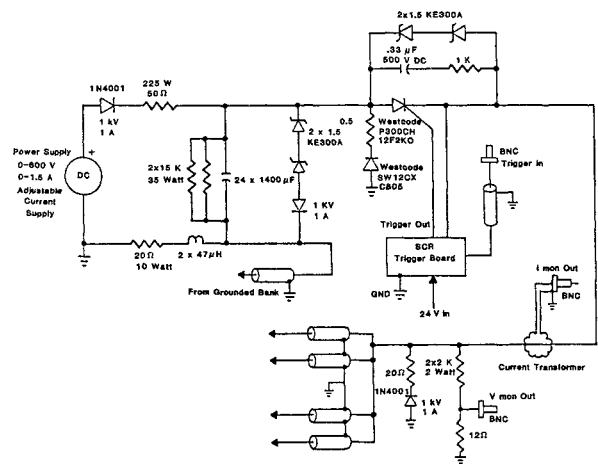 2x1.5 KE300A
.33 µF
500 V DC
1 K
1N4001
225 W
50Ω
1 kV
1 A
Power Supply
0-600 V
0-1.5 A
Adjustable
Current
Supply
+
DC
2x15 K
35 Watt
24 x 1400µF
2 x 1.5
KE300A
1 KV
1 A
0.5
Westcode
P300CH
12F2KO
Westcode
SW12CX
C805
BNC
Trigger In
Trigger Out
SCR
Trigger Board
GND
24 V In
20Ω
10 Watt
2 x 47µH
From Grounded Bank
I mon Out
BNC
Current Transformer
20Ω
1N4001
1 kV
1 A
2x2 K
2 Watt
V mon Out
BNC
12Ω